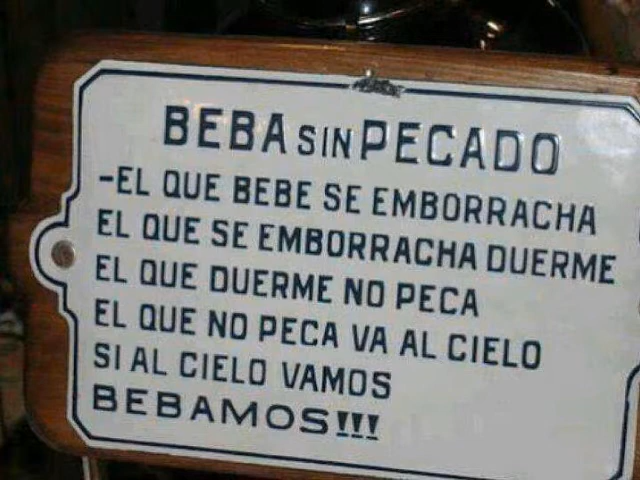 BEBA SIN PECADO
-EL QUE BEBE SE EMBORRACHA
EL QUE SE EMBORRACHA DUERME
EL QUE DUERME NO PECA
EL QUE NO PECA VA AL CIELO
SI AL CIELO VAMOS
BEBAMOS!!!